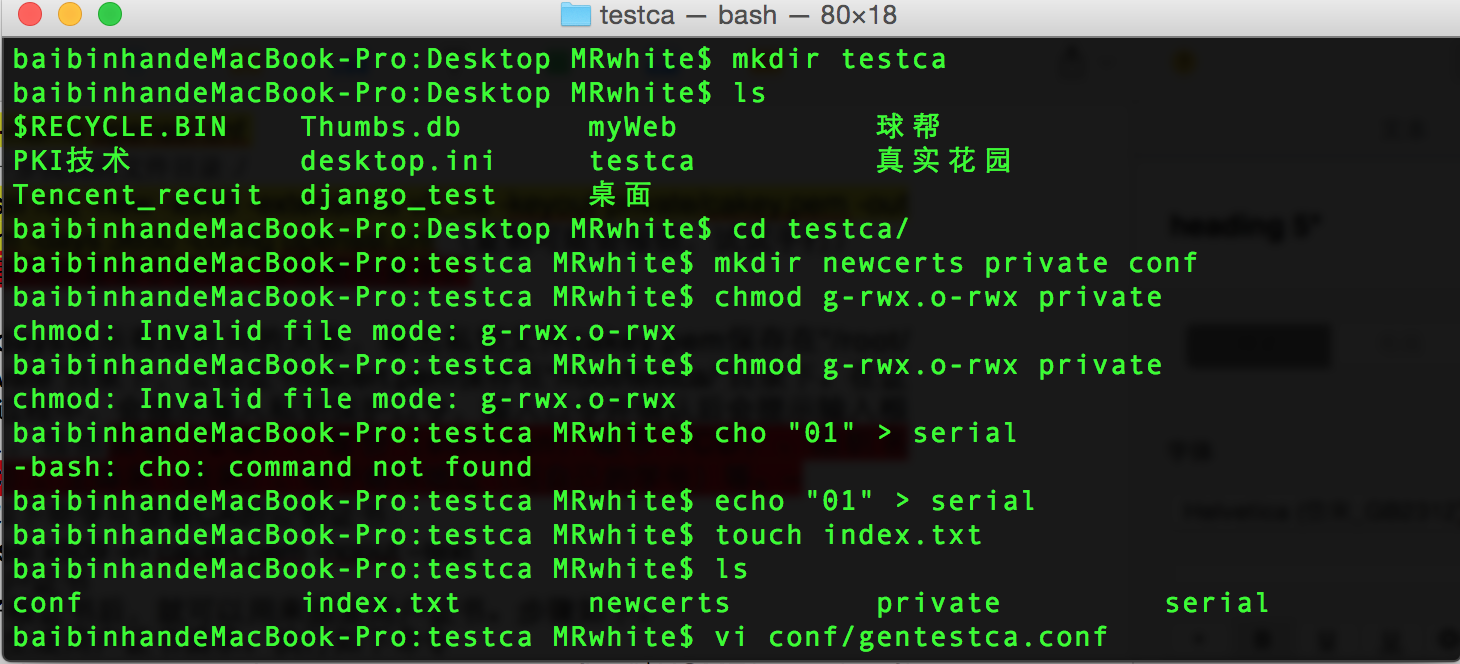 testca — bash — 80×18
baibinhandeMacBook-Pro:Desktop MRwhite$ mkdir testca
baibinhandeMacBook-Pro:Desktop MRwhite$ ls
$RECYCLE.BIN    Thumbs.db       myWeb           球帮
PKI技术         desktop.ini     testca          真实花园
Tencent_recuit  django_test     桌面
baibinhandeMacBook-Pro:Desktop MRwhite$ cd testca/
baibinhandeMacBook-Pro:testca MRwhite$ mkdir newcerts private conf
baibinhandeMacBook-Pro:testca MRwhite$ chmod g-rwx.o-rwx private
chmod: Invalid file mode: g-rwx.o-rwx
baibinhandeMacBook-Pro:testca MRwhite$ chmod g-rwx.o-rwx private
chmod: Invalid file mode: g-rwx.o-rwx
baibinhandeMacBook-Pro:testca MRwhite$ cho "01" > serial
-bash: cho: command not found
baibinhandeMacBook-Pro:testca MRwhite$ echo "01" > serial
baibinhandeMacBook-Pro:testca MRwhite$ touch index.txt
baibinhandeMacBook-Pro:testca MRwhite$ ls
conf            index.txt       newcerts        private         serial
baibinhandeMacBook-Pro:testca MRwhite$ vi conf/gentestca.conf